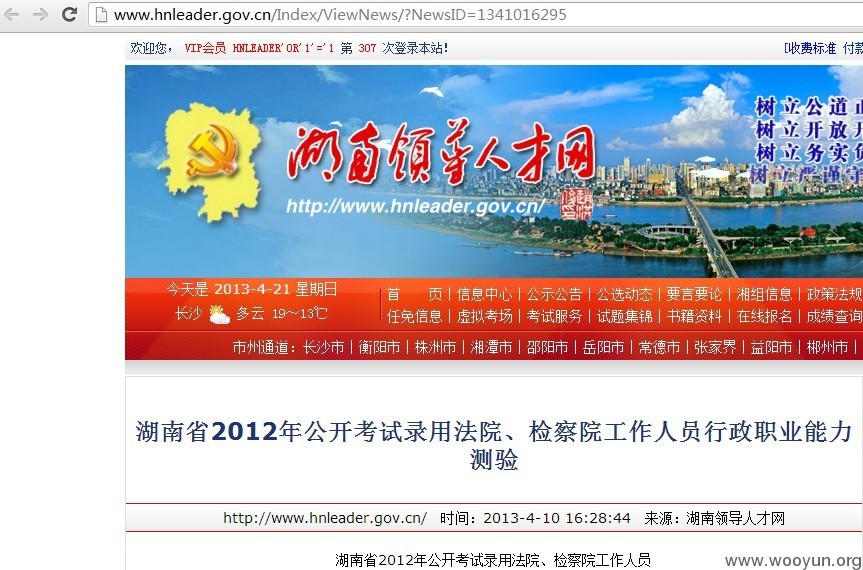 www.hnleader.gov.cn/Index/ViewNews/?NewsID=1341016295
欢迎您， VIP会员 HNLEADER'OR'1'='1 第 307 次登录本站! [收费标准 付款
树立公道正
树立开放开
湖南领导人才网
树立务实
树立严谨
http://www.hnleader.gov.cn/
今天是 2013-4-21 星期日
长沙 多云 19～13℃
首 页 | 信息中心 | 公示公告 | 公选动态 | 要言要论 | 湘组信息 | 政策法规
任免信息 | 虚拟考场 | 考试服务 | 试题集锦 | 书籍资料 | 在线报名 | 成绩查询
市州通道：长沙市 | 衡阳市 | 株洲市 | 湘潭市 | 邵阳市 | 岳阳市 | 常德市 | 张家界 | 益阳市 | 郴州市 |
湖南省2012年公开考试录用法院、检察院工作人员行政职业能力
测验
http://www.hnleader.gov.cn/ 时间：2013-4-10 16:28:44 来源：湖南领导人才网
湖南省2012年公开考试录用法院、检察院工作人员
www.wooyun.org